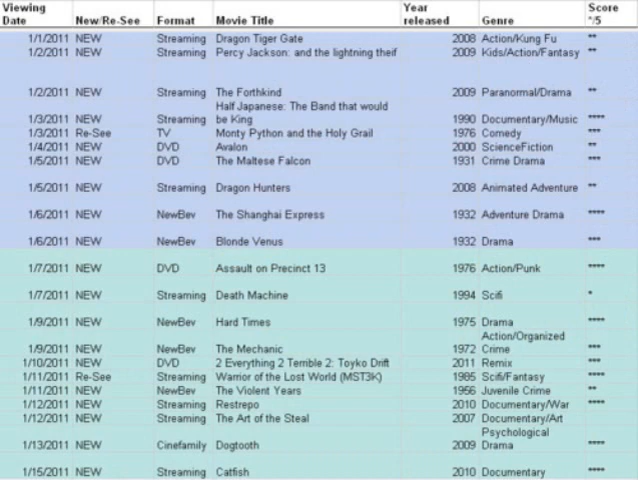 Viewing Date New/Re-See Format Movie Title Year released Genre Score */5
1/1/2011 NEW Streaming Dragon Tiger Gate 2008 Action/Kung Fu **
1/2/2011 NEW Streaming Percy Jackson: and the lightning theif 2009 Kids/Action/Fantasy **
1/2/2011 NEW Streaming The Forthkind 2009 Paranormal/Drama **
1/3/2011 NEW Streaming Half Japanese: The Band that would be King 1990 Documentary/Music ****
1/3/2011 Re-See TV Monty Python and the Holy Grail 1976 Comedy ***
1/4/2011 NEW DVD Avalon 2000 ScienceFiction **
1/5/2011 NEW DVD The Maltese Falcon 1931 Crime Drama ***
1/5/2011 NEW Streaming Dragon Hunters 2008 Animated Adventure **
1/6/2011 NEW NewBev The Shanghai Express 1932 Adventure Drama ****
1/6/2011 NEW NewBev Blonde Venus 1932 Drama ***
1/7/2011 NEW DVD Assault on Precinct 13 1976 Action/Punk ****
1/7/2011 NEW Streaming Death Machine 1994 Scifi *
1/9/2011 NEW NewBev Hard Times 1975 Drama ****
1/9/2011 NEW NewBev The Mechanic 1972 Action/Organized Crime ***
1/10/2011 NEW DVD 2 Everything 2 Terrible 2: Toyko Drift 2011 Remix ***
1/11/2011 Re-See Streaming Warrior of the Lost World (MST3K) 1985 Scifi/Fantasy ****
1/11/2011 NEW NewBev The Violent Years 1956 Juvenile Crime **
1/12/2011 NEW Streaming Restrepo 2010 Documentary/War ****
1/12/2011 NEW Streaming The Art of the Steal 2007 Documentary/Art
1/13/2011 NEW Cinefamily Dogtooth 2009 Psychological Drama ****
1/15/2011 NEW Streaming Catfish 2010 Documentary ****